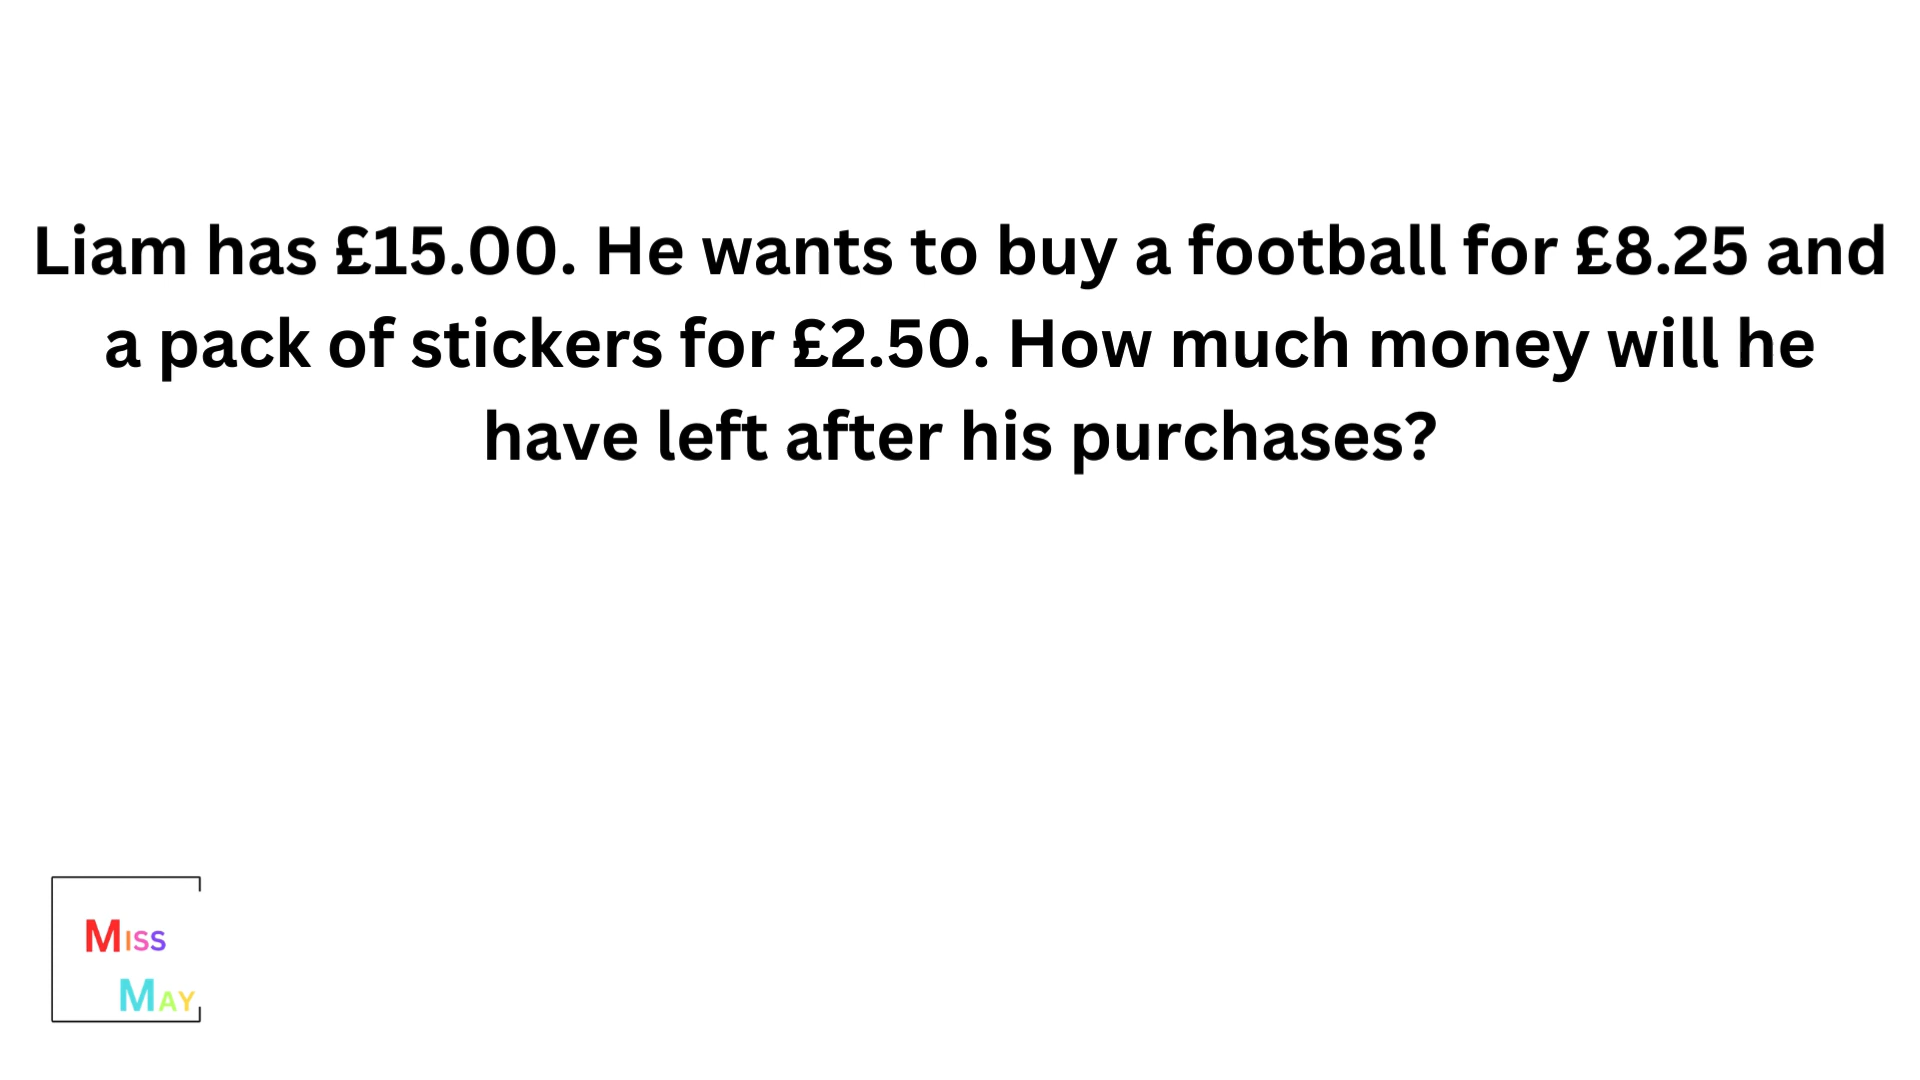 Liam has £15.00. He wants to buy a football for £8.25 and
a pack of stickers for £2.50. How much money will he
have left after his purchases?
Miss
May